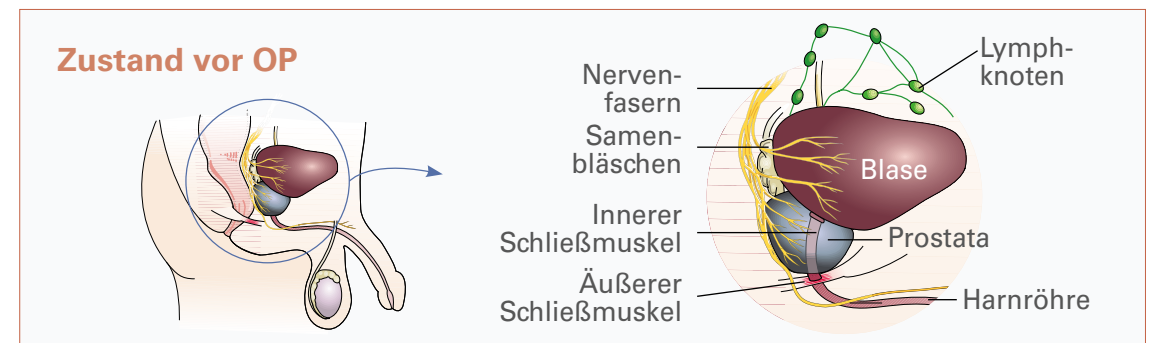 Zustand vor OP
Nerven-
fasern
Samen-
bläschen
Innerer
Schließmuskel
Äußerer
Schließmuskel
Lymph-
knoten
Blase
Prostata
Harnröhre